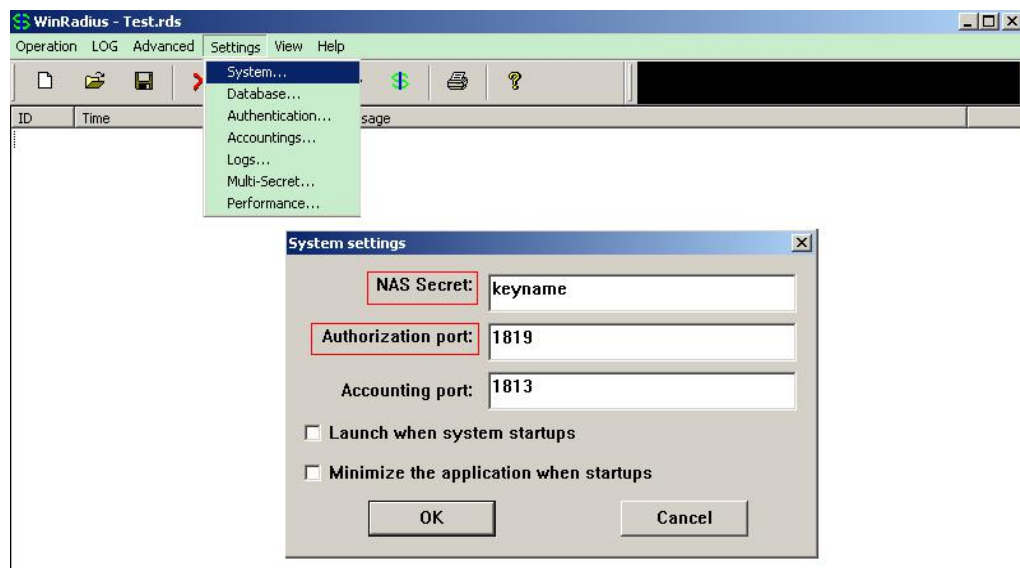 WinRadius - Test.rds
Operation LOG Advanced Settings View Help
System...
Database...
ID Time
Authentication...
sage
Accountings...
Logs...
Multi-Secret...
Performance...
System settings
NAS Secret: keyname
Authorization port: 1819
Accounting port: 1813
Launch when system startups
Minimize the application when startups
OK Cancel